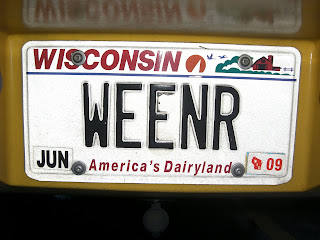 WISCONSIN
WEENR
JUN America's Dairyland 09